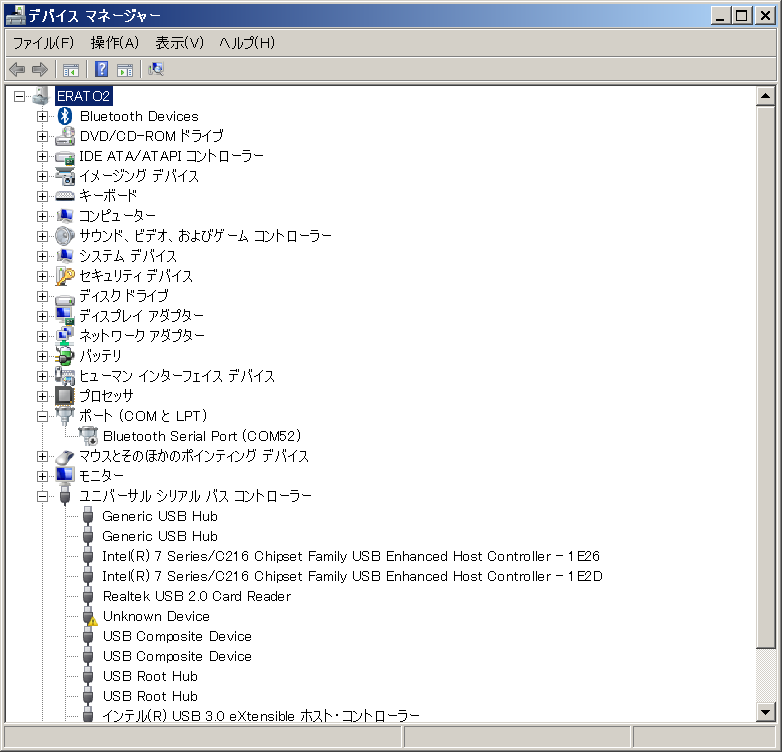 デバイス マネージャー
ファイル(F) 操作(A) 表示(V) ヘルプ(H)
ERATO2
Bluetooth Devices
DVD/CD-ROM ドライブ
IDE ATA/ATAPI コントローラー
イメージング デバイス
キーボード
コンピューター
サウンド、ビデオ、およびゲーム コントローラー
システム デバイス
セキュリティ デバイス
ディスク ドライブ
ディスプレイ アダプター
ネットワーク アダプター
バッテリ
ヒューマン インターフェイス デバイス
プロセッサ
ポート (COM と LPT)
Bluetooth Serial Port (COM52)
マウスとそのほかのポインティング デバイス
モニター
ユニバーサル シリアル バス コントローラー
Generic USB Hub
Generic USB Hub
Intel(R) 7 Series/C216 Chipset Family USB Enhanced Host Controller - 1E26
Intel(R) 7 Series/C216 Chipset Family USB Enhanced Host Controller - 1E2D
Realtek USB 2.0 Card Reader
Unknown Device
USB Composite Device
USB Composite Device
USB Root Hub
USB Root Hub
インテル(R) USB 3.0 eXtensible ホスト・コントローラー